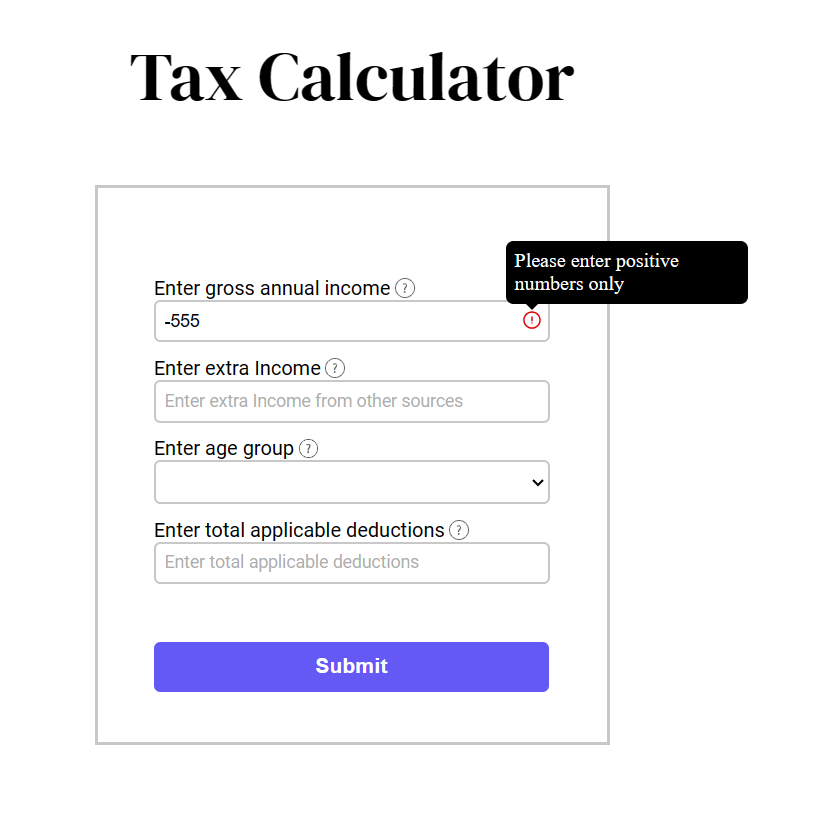 Tax Calculator
Please enter positive
numbers only
Enter gross annual income ?
-555
Enter extra Income ?
Enter extra Income from other sources
Enter age group ?
Enter total applicable deductions ?
Enter total applicable deductions
Submit